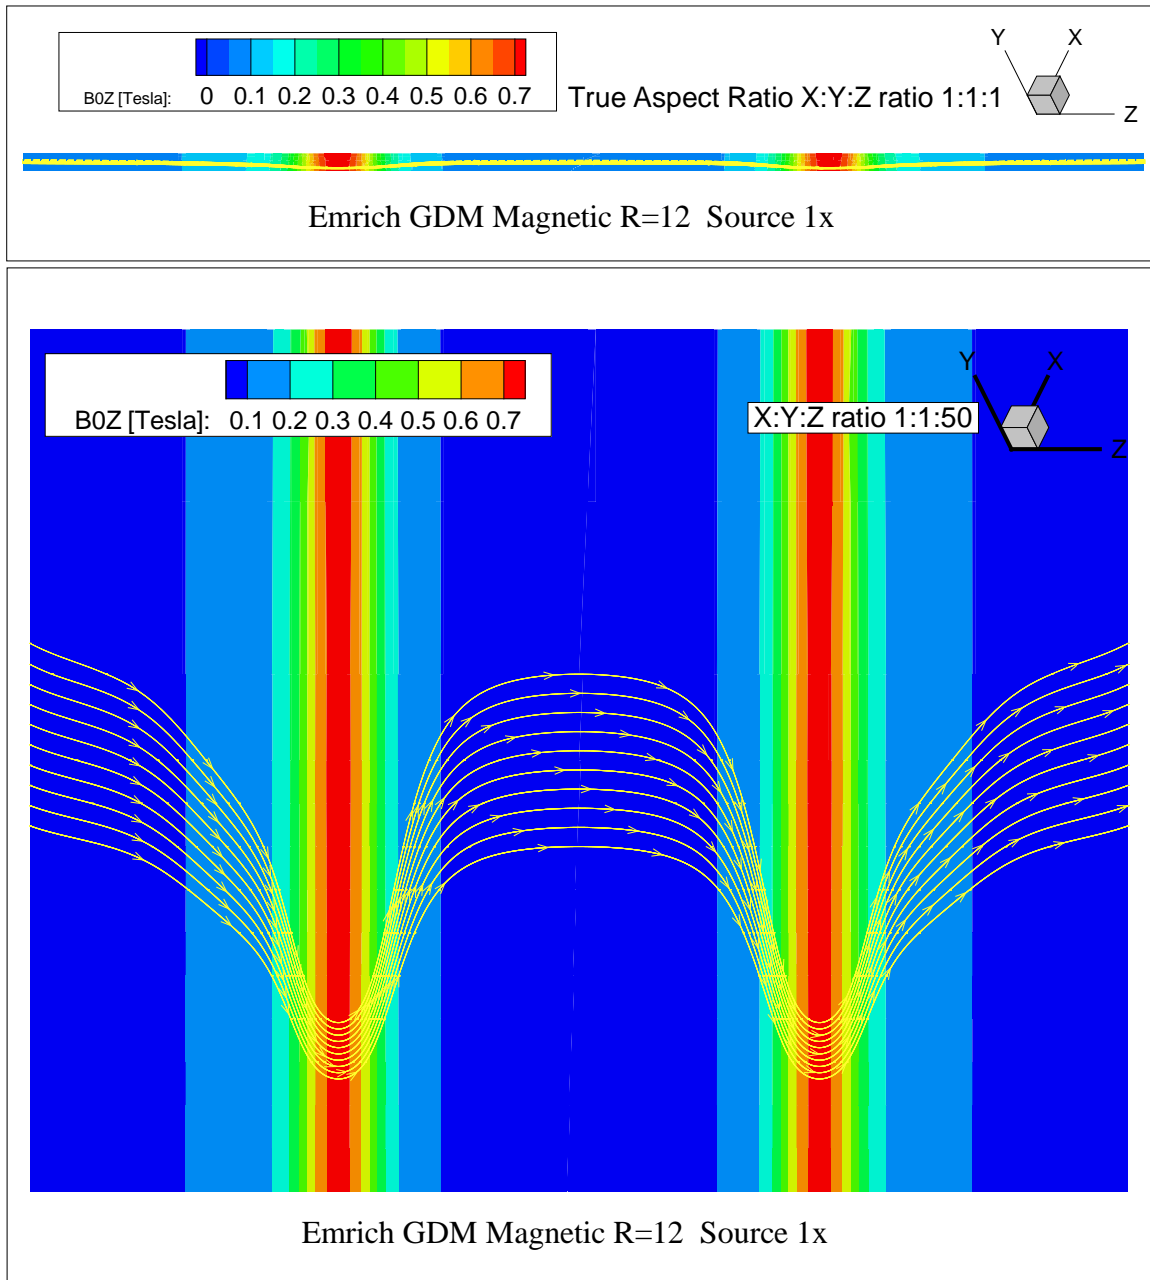 Y X
B0Z [Tesla]: 0 0.1 0.2 0.3 0.4 0.5 0.6 0.7
True Aspect Ratio X:Y:Z ratio 1:1:1
Z
Emrich GDM Magnetic R=12 Source 1x
Y X
B0Z [Tesla]: 0.1 0.2 0.3 0.4 0.5 0.6 0.7
X:Y:Z ratio 1:1:50
Z
Emrich GDM Magnetic R=12 Source 1x